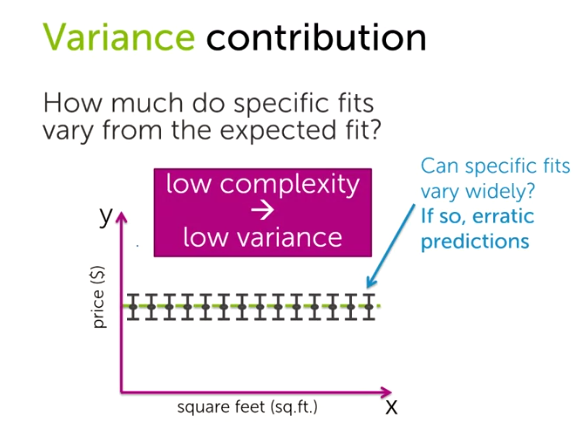 Variance contribution
How much do specific fits
vary from the expected fit?
low complexity
→
low variance
Can specific fits
vary widely?
If so, erratic
predictions
y
price ($)
square feet (sq.ft.)
x